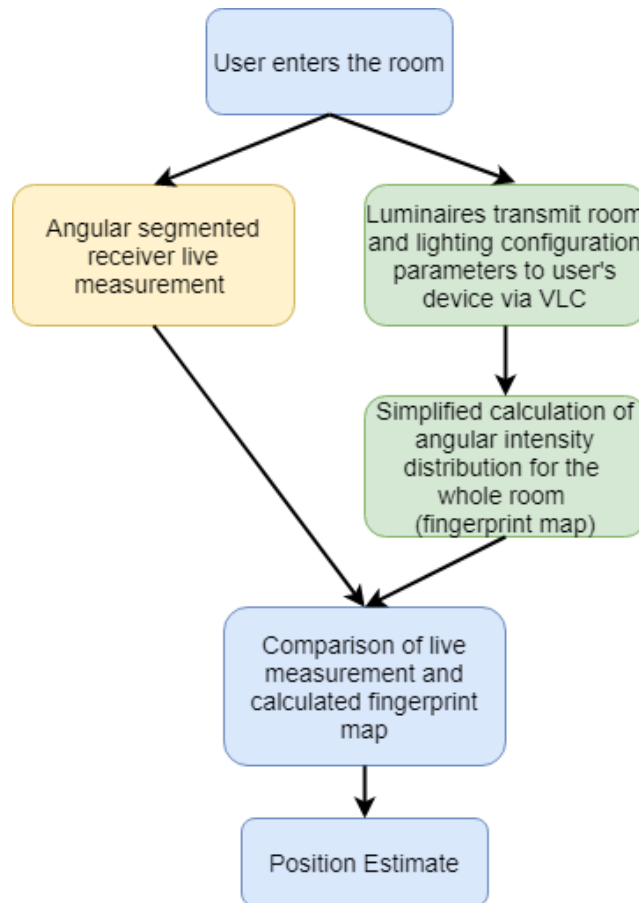 User enters the room
Angular segmented
receiver live
measurement
Luminaires transmit room
and lighting configuration
parameters to user's
device via VLC
Simplified calculation of
angular intensity
distribution for the
whole room
(fingerprint map)
Comparison of live
measurement and
calculated fingerprint
map
Position Estimate